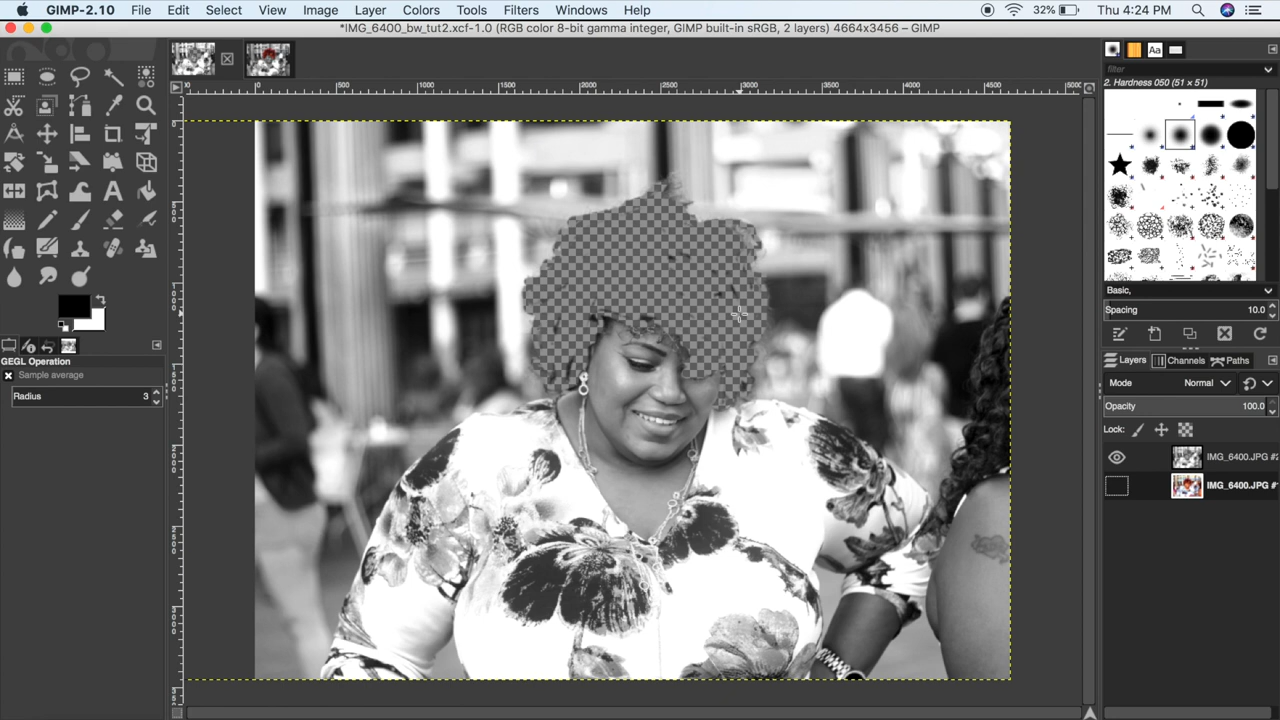 GIMP-2.10 File Edit Select View Image Layer Colors Tools Filters Windows Help 32% Thu 4:24 PM
*IMG_6400_bw_tut2.xcf-1.0 (RGB color 8-bit gamma integer, GIMP built-in sRGB, 2 layers) 4664x3456 – GIMP
Aa
filter
2. Hardness 050 (51 × 51)
0 500 1000 1500 2000 2500 3000 3500 4000 4500
Basic,
Spacing 10.0
Layers Channels Paths
GEGL Operation
Sample average
Radius 3
Mode Normal
Opacity 100.0
Lock:
IMG_6400.JPG
IMG_6400.JPG